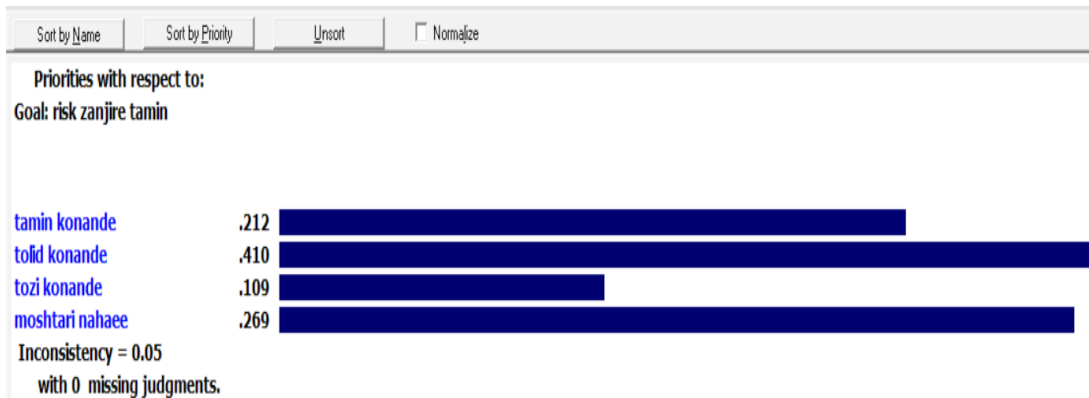 Sort by Name Sort by Priority Unsort Normalize
Priorities with respect to:
Goal: risk zanjire tamin
tamin konande .212
tolid konande .410
tozi konande .109
moshtari nahaee .269
Inconsistency = 0.05
with 0 missing judgments.